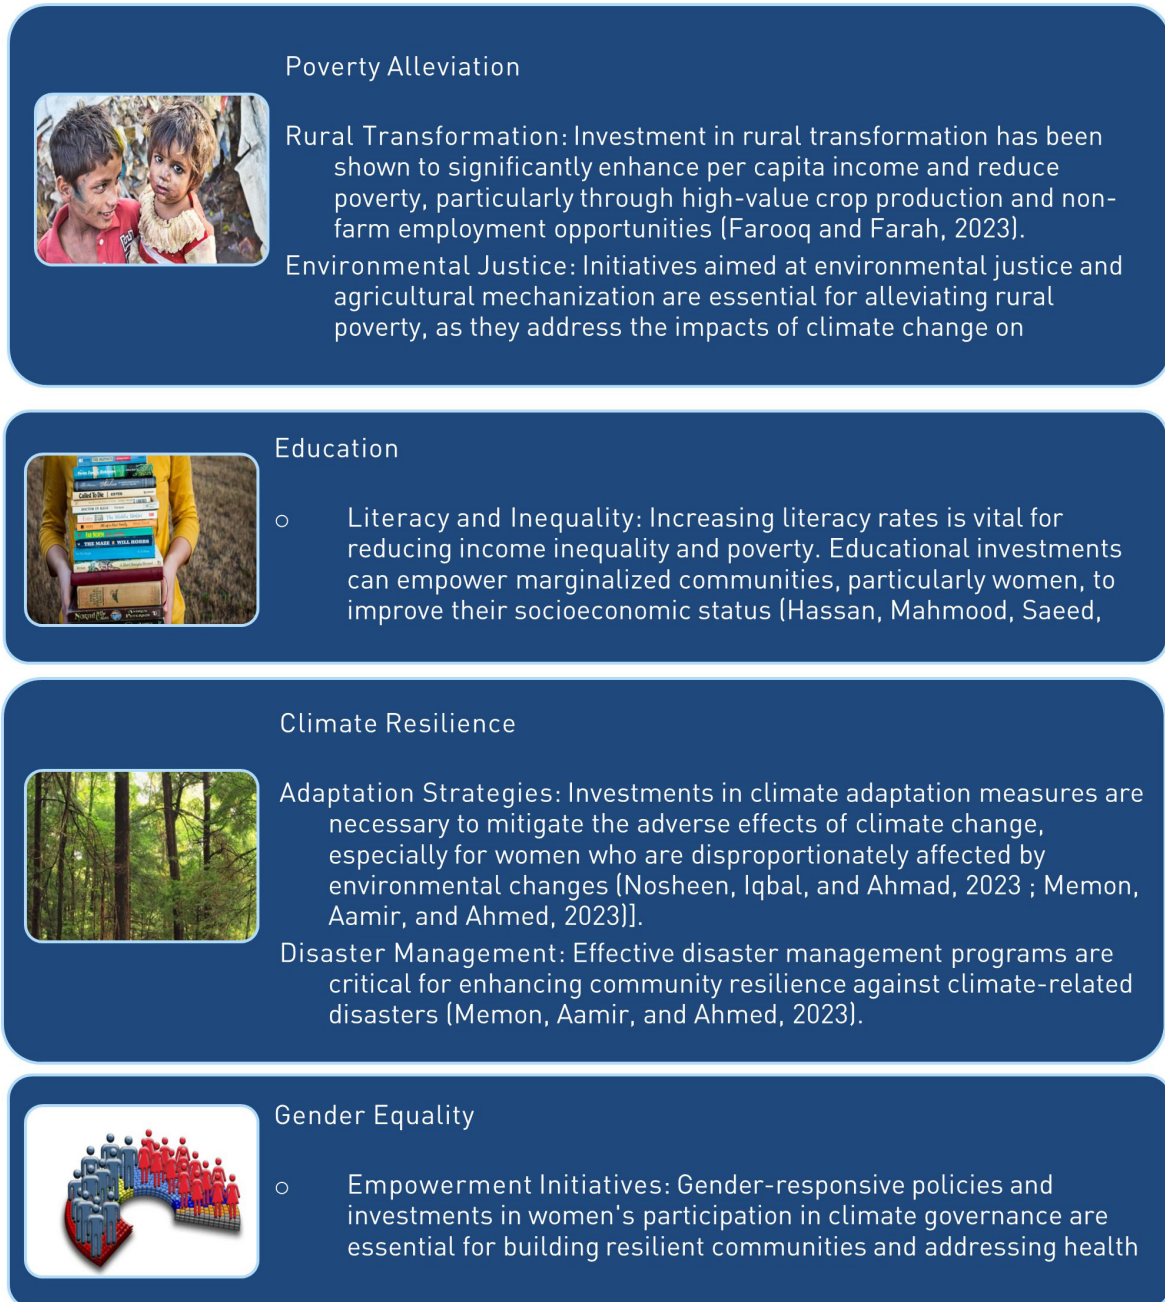 Poverty Alleviation
Rural Transformation: Investment in rural transformation has been
shown to significantly enhance per capita income and reduce
poverty, particularly through high-value crop production and non-
farm employment opportunities (Farooq and Farah, 2023).
Environmental Justice: Initiatives aimed at environmental justice and
agricultural mechanization are essential for alleviating rural
poverty, as they address the impacts of climate change on
Education
Called To Die
THE MAZE & WILL HOBBS
○ Literacy and Inequality: Increasing literacy rates is vital for
reducing income inequality and poverty. Educational investments
can empower marginalized communities, particularly women, to
improve their socioeconomic status (Hassan, Mahmood, Saeed,
Climate Resilience
Adaptation Strategies: Investments in climate adaptation measures are
necessary to mitigate the adverse effects of climate change,
especially for women who are disproportionately affected by
environmental changes (Nosheen, Iqbal, and Ahmad, 2023 ; Memon,
Aamir, and Ahmed, 2023)].
Disaster Management: Effective disaster management programs are
critical for enhancing community resilience against climate-related
disasters (Memon, Aamir, and Ahmed, 2023).
Gender Equality
○ Empowerment Initiatives: Gender-responsive policies and
investments in women's participation in climate governance are
essential for building resilient communities and addressing health